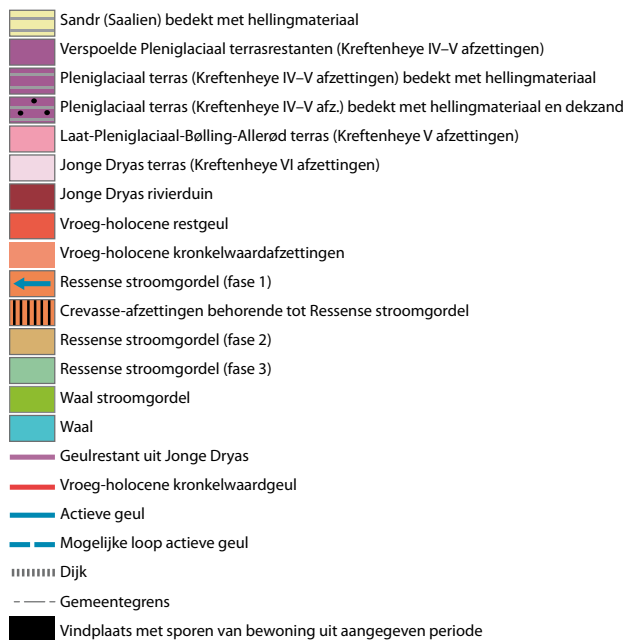 Sandr (Saalien) bedekt met hellingmateriaal
Verspoelde Pleniglaciaal terrasrestanten (Kreftenheye IV–V afzettingen)
Pleniglaciaal terras (Kreftenheye IV–V afzettingen) bedekt met hellingmateriaal
Pleniglaciaal terras (Kreftenheye IV–V afz.) bedekt met hellingmateriaal en dekzand
Laat-Pleniglaciaal-Bølling-Allerød terras (Kreftenheye V afzettingen)
Jonge Dryas terras (Kreftenheye VI afzettingen)
Jonge Dryas rivierduin
Vroeg-holocene restgeul
Vroeg-holocene kronkelwaardafzettingen
Ressense stroomgordel (fase 1)
Crevasse-afzettingen behorende tot Ressense stroomgordel
Ressense stroomgordel (fase 2)
Ressense stroomgordel (fase 3)
Waal stroomgordel
Waal
Geulrestant uit Jonge Dryas
Vroeg-holocene kronkelwaardgeul
Actieve geul
Mogelijke loop actieve geul
Dijk
Gemeentegrens
Vindplaats met sporen van bewoning uit aangegeven periode